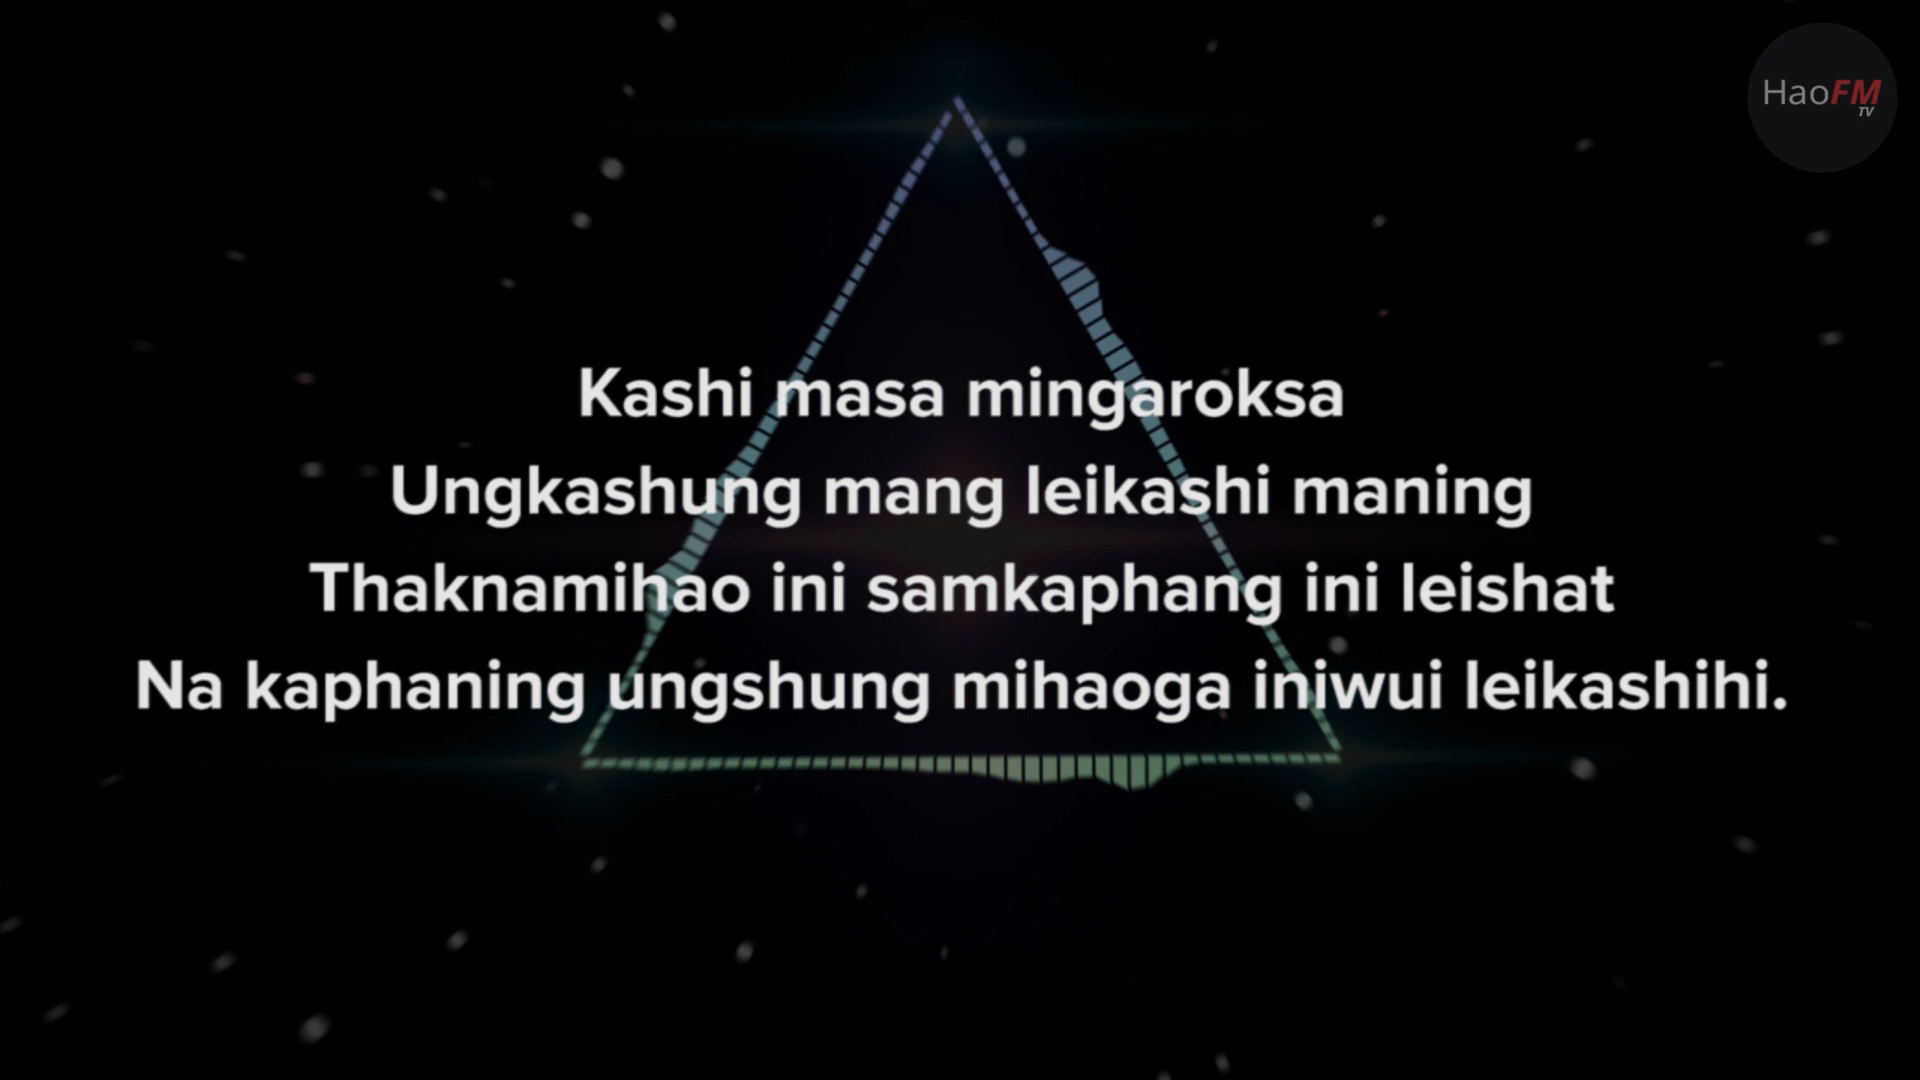 HaoFM
TV
Kashi masa mingaroksa
Ungkashung mang leikashi maning
Thaknamihao ini samkaphang ini leishat
Na kaphaning ungshung mihaoga iniwui leikashihi.